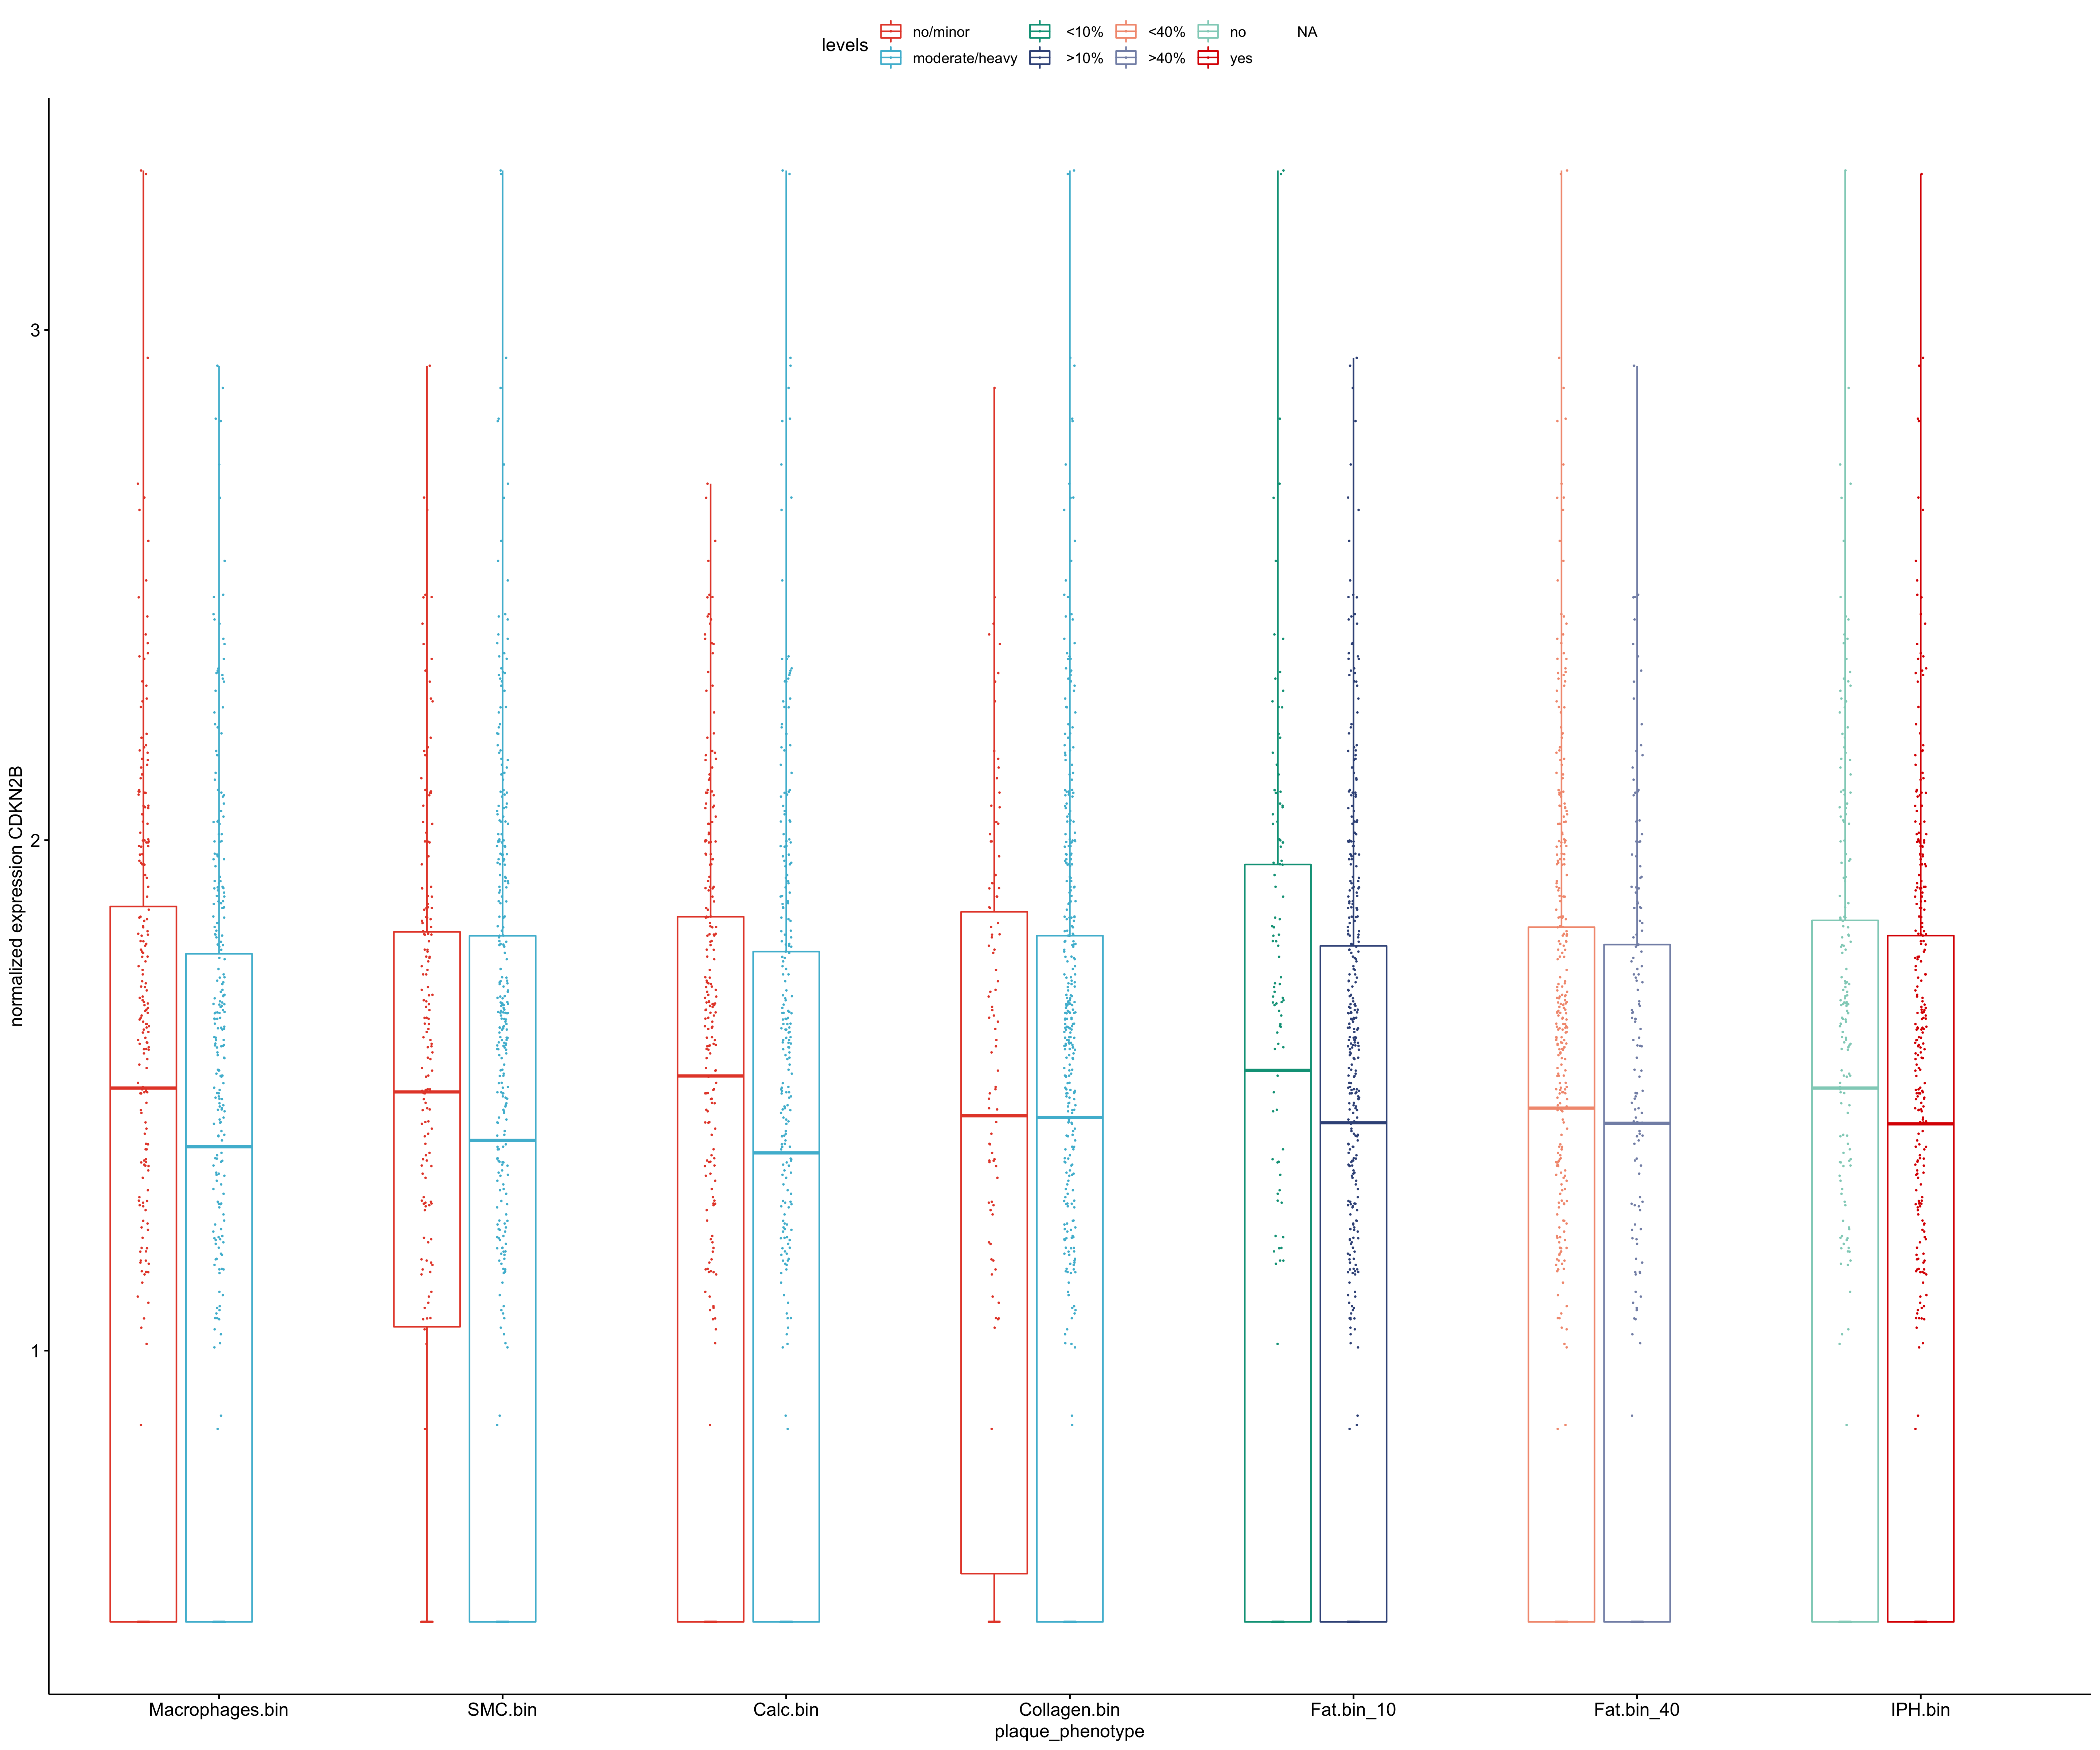 levels
no/minor <10% <40% no NA
moderate/heavy >10% >40% yes
normalized expression CDKN2B
3
2
1
Macrophages.bin SMC.bin Calc.bin Collagen.bin Fat.bin_10 Fat.bin_40 IPH.bin
plaque_phenotype